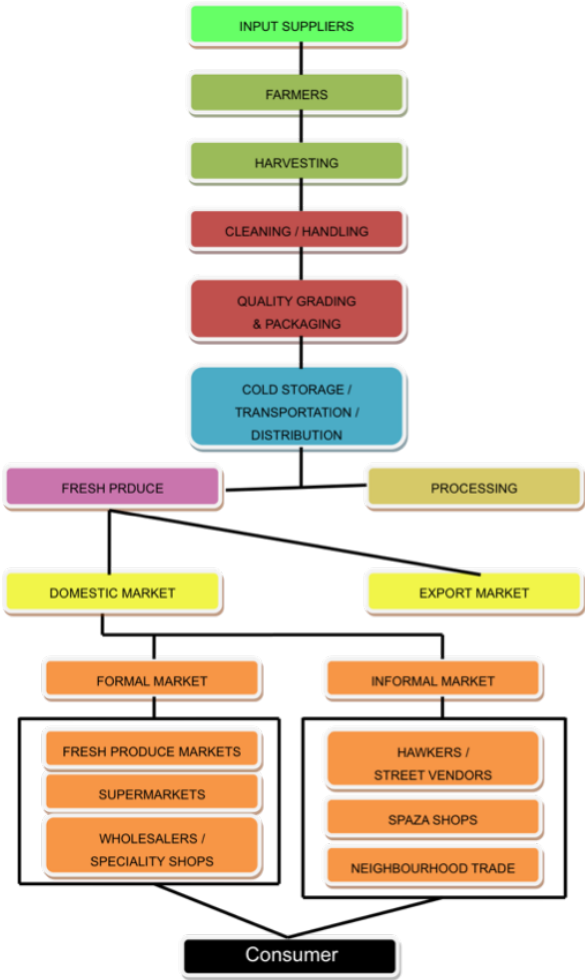 INPUT SUPPLIERS
FARMERS
HARVESTING
CLEANING / HANDLING
QUALITY GRADING
& PACKAGING
COLD STORAGE /
TRANSPORTATION /
DISTRIBUTION
FRESH PRDUCE
PROCESSING
DOMESTIC MARKET
EXPORT MARKET
FORMAL MARKET
INFORMAL MARKET
FRESH PRODUCE MARKETS
SUPERMARKETS
WHOLESALERS /
SPECIALITY SHOPS
HAWKERS /
STREET VENDORS
SPAZA SHOPS
NEIGHBOURHOOD TRADE
Consumer